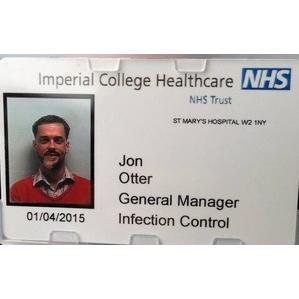 Imperial College Healthcare NHS
NHS Trust
ST MARY'S HOSPITAL W2 1NY
Jon
Otter
General Manager
01/04/2015 Infection Control